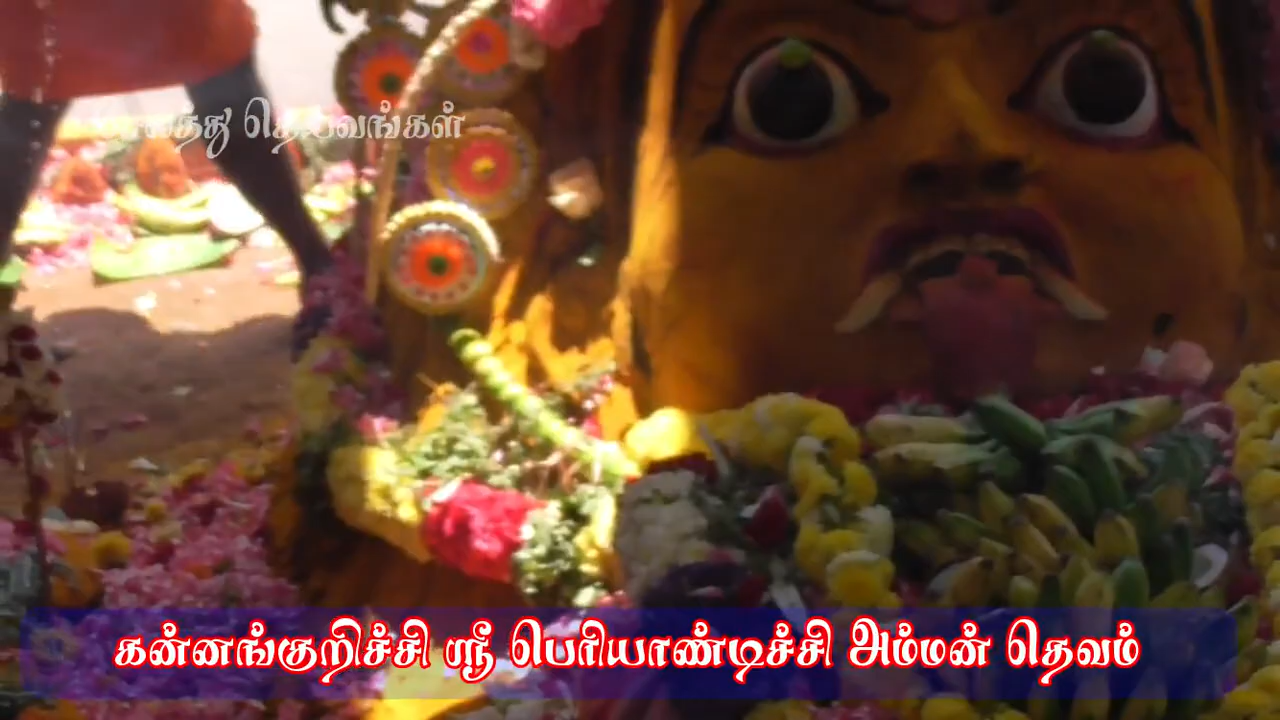 தெய்வங்கள்
கன்னங்குறிச்சி ஸ்ரீ பெரியாண்டிச்சி அம்மன் தெவம்